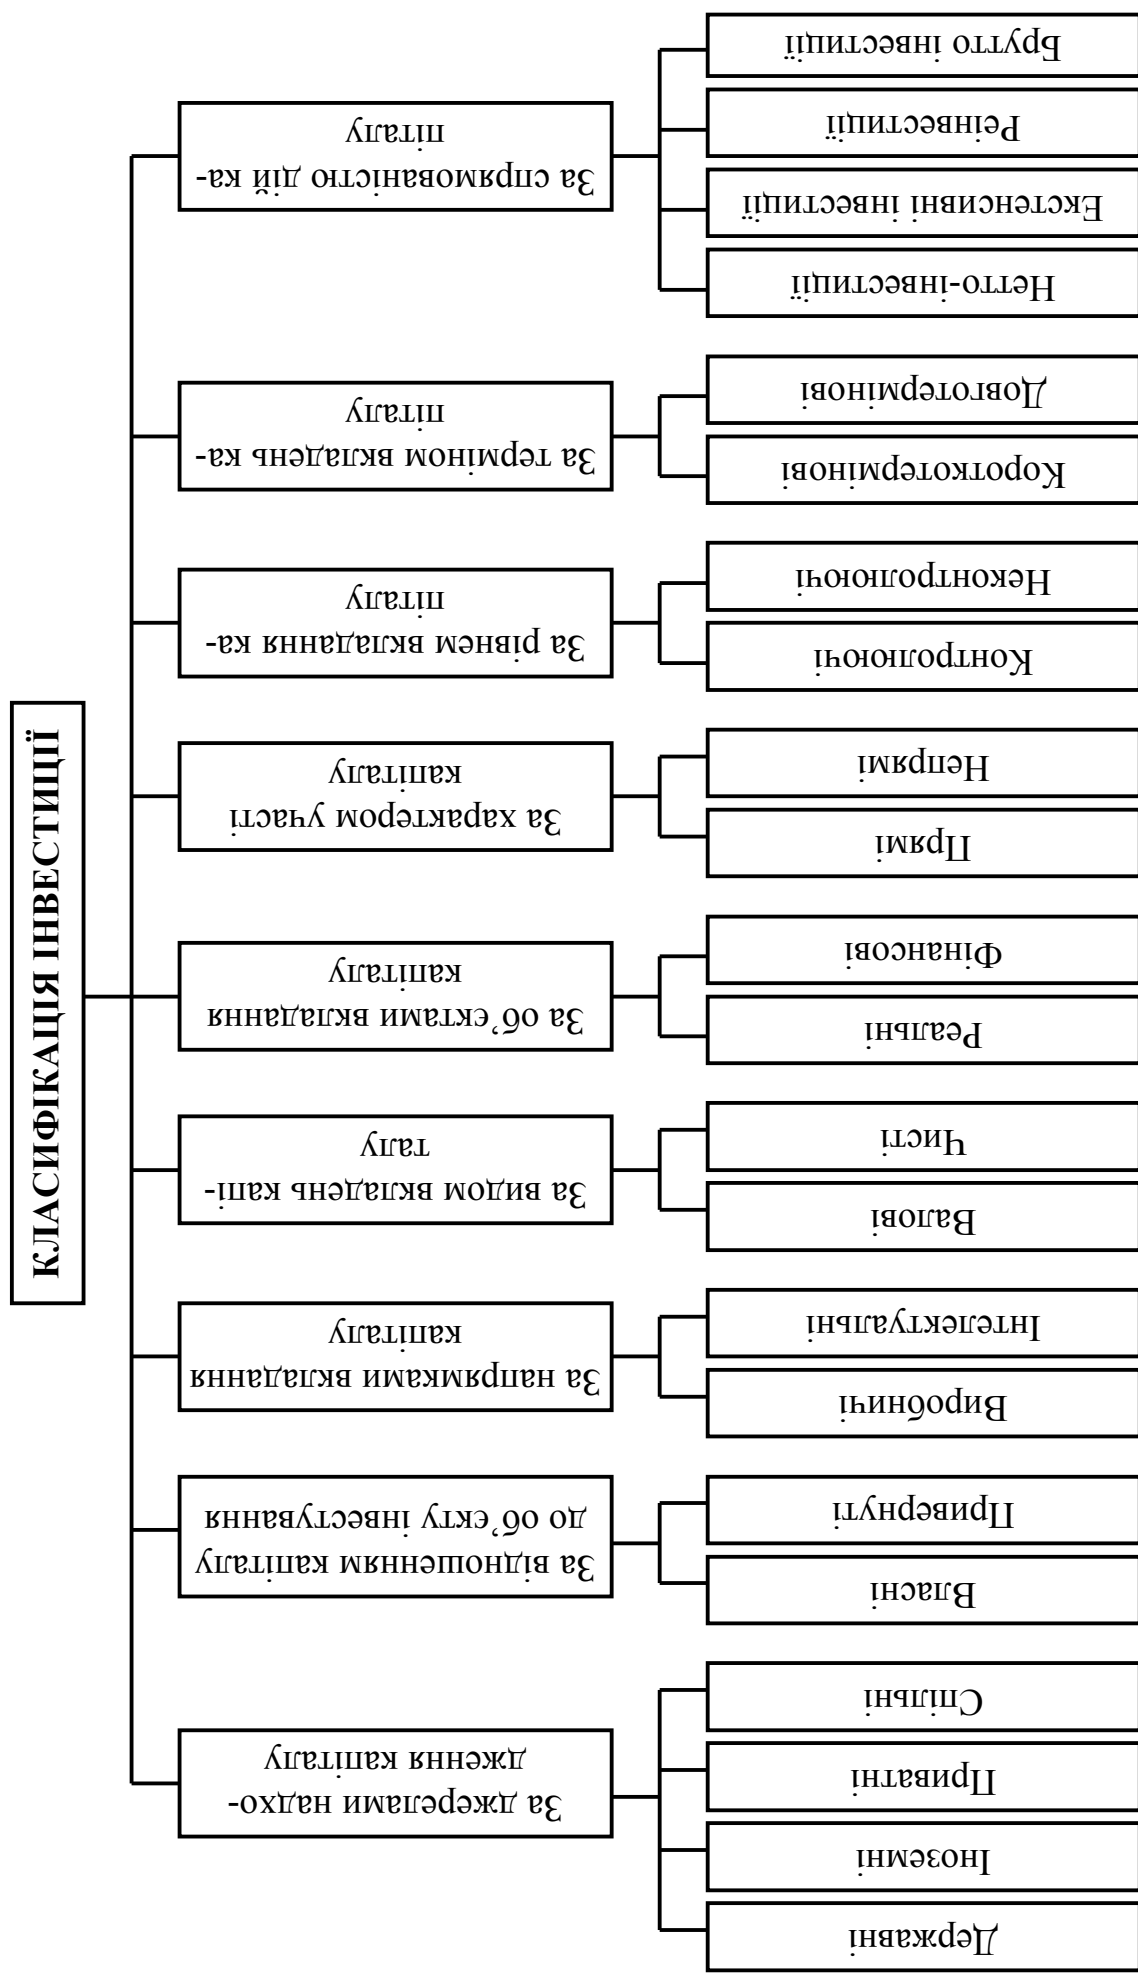 КЛАСИФІКАЦІЯ ІНВЕСТИЦІЇ
За джерелами надхо-
дження капіталу
Державні
Іноземні
Приватні
Спільні
За відношенням капіталу
до об’єкту інвестування
Власні
Привернуті
За напрямками вкладання
капіталу
Виробничі
Інтелектуальні
За видом вкладень капі-
талу
Валові
Чисті
За об’єктами вкладання
капіталу
Реальні
Фінансові
За характером участі
капіталу
Прямі
Непрямі
За рівнем вкладання ка-
піталу
Контролюючі
Неконтролюючі
За терміном вкладень ка-
піталу
Короткотермінові
Довготермінові
За спрямованістю дій ка-
піталу
Нетто-інвестиції
Екстенсивні інвестиції
Реінвестиції
Брутто інвестиції